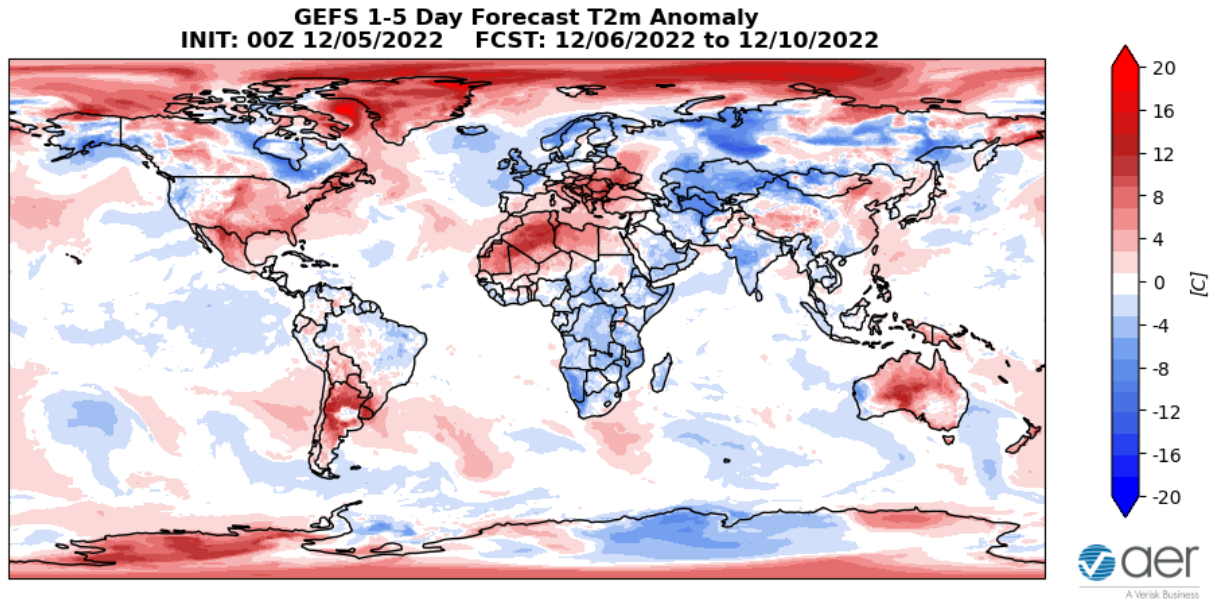 GEFS 1-5 Day Forecast T2m Anomaly
INIT: 00Z 12/05/2022 FCST: 12/06/2022 to 12/10/2022
20
16
12
8
4
0
-4
-8
-12
-16
-20
[C]
aer
A Verisk Business